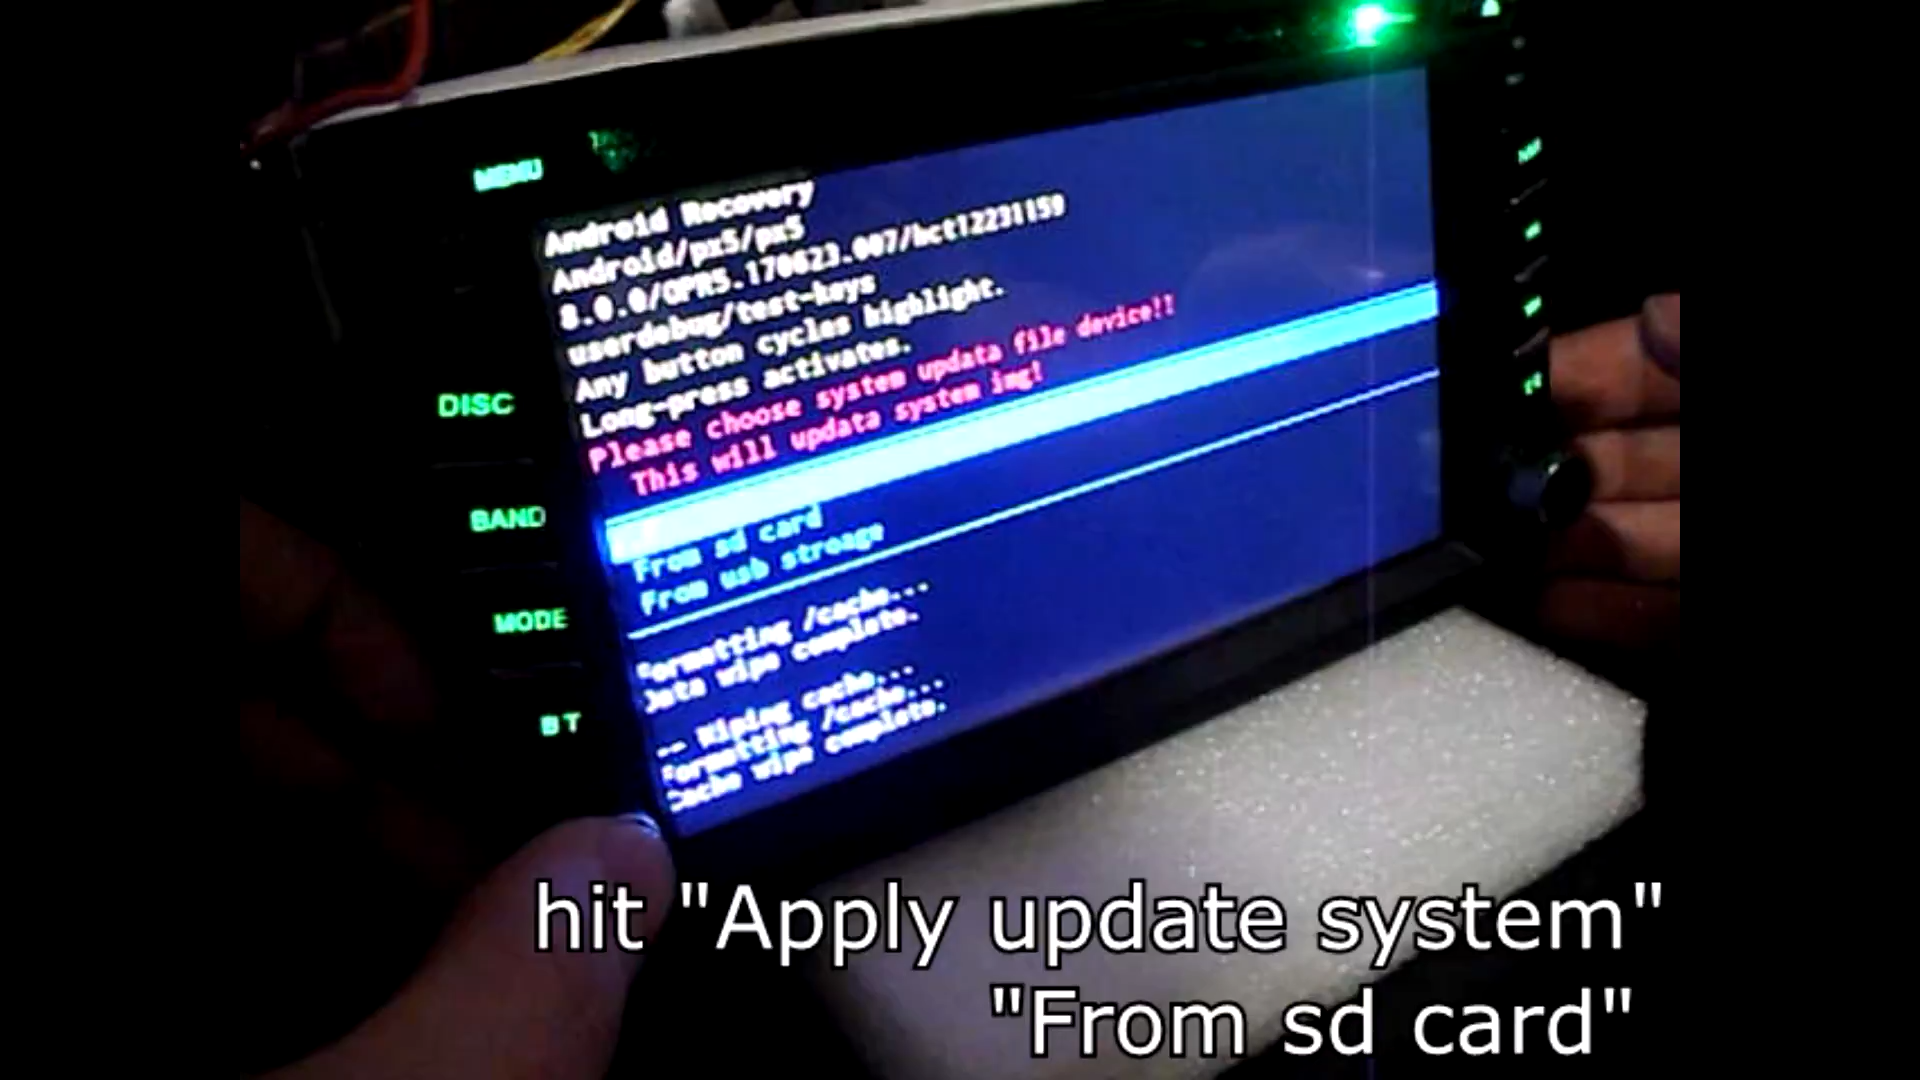 MENU
Android Recovery
Android/px5/px5
8.0.0/OPR5.170623.007/hct12231159
userdebug/test-keys
Any button cycles highlight.
Long-press activates.
Please choose system updata file device!!
This will updata system img!
From sd card
From usb stroage
Formatting /cache...
Data wipe complete.
-- Wiping cache...
Formatting /cache...
Cache wipe complete.
DISC
BAND
MODE
BT
hit "Apply update system"
"From sd card"